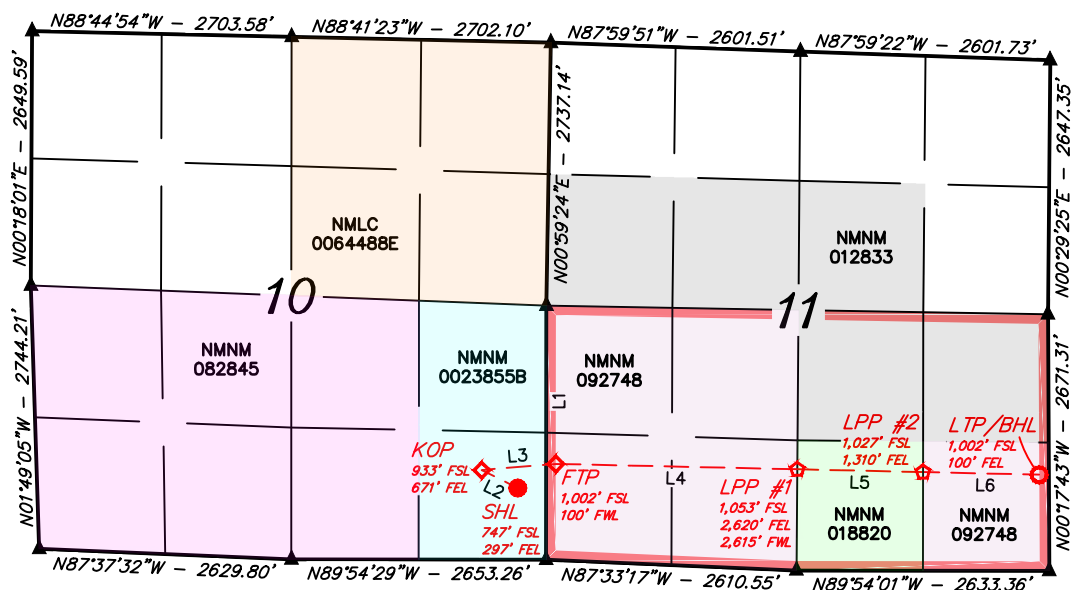 N88°44'54"W - 2703.58'
N88°41'23"W - 2702.10'
N87°59'51"W - 2601.51'
N87°59'22"W - 2601.73'
N00°18'01"E - 2649.59'
N00°59'24"E - 2737.14'
N00°29'25"E - 2647.35'
NMLC
0064488E
NMNM
012833
10
11
N01°49'05"W - 2744.21'
NMNM
082845
NMNM
0023855B
NMNM
092748
L1
N00°17'43"W - 2671.31'
KOP
933' FSL
671' FEL
L3
L2
SHL
747' FSL
297' FEL
FTP
1,002' FSL
100' FWL
L4
LPP #1
1,053' FSL
2,620' FEL
2,615' FWL
LPP #2
1,027' FSL
1,310' FEL
L5
LTP/BHL
1,002' FSL
100' FEL
L6
NMNM
018820
NMNM
092748
N87°37'32"W - 2629.80'
N89°54'29"W - 2653.26'
N87°33'17"W - 2610.55'
N89°54'01"W - 2633.36'